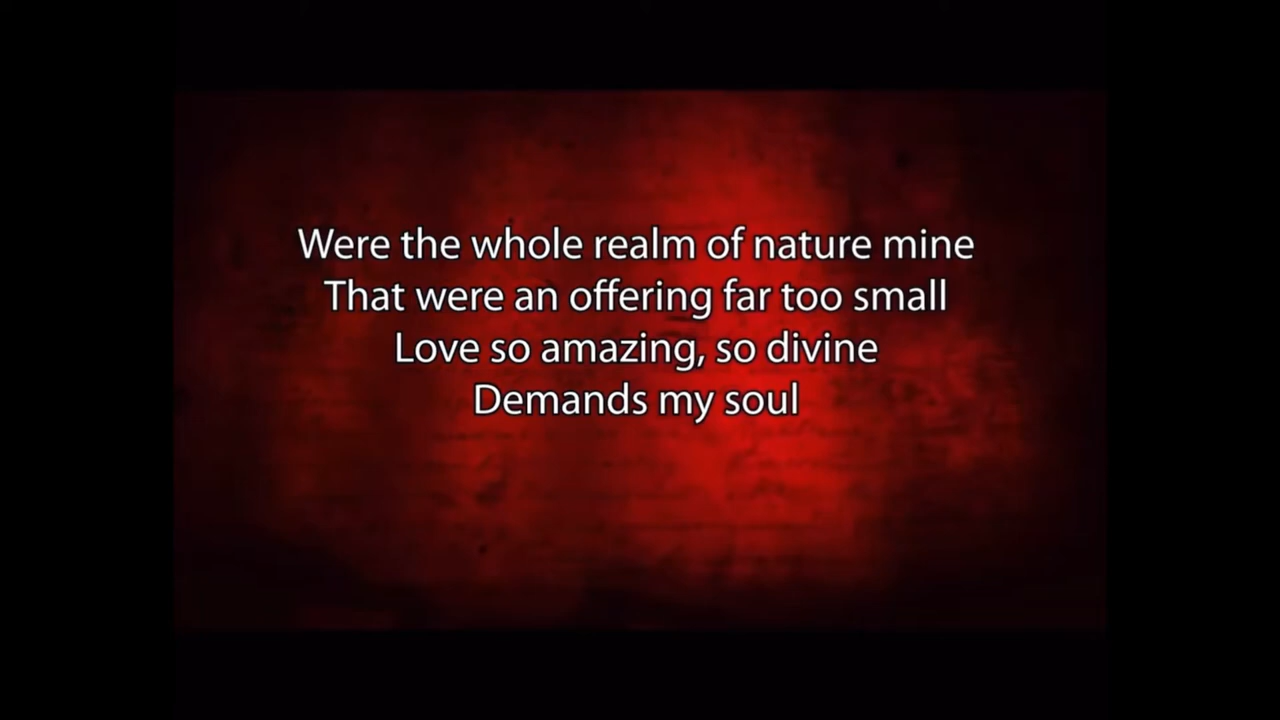 Were the whole realm of nature mine
That were an offering far too small
Love so amazing, so divine
Demands my soul